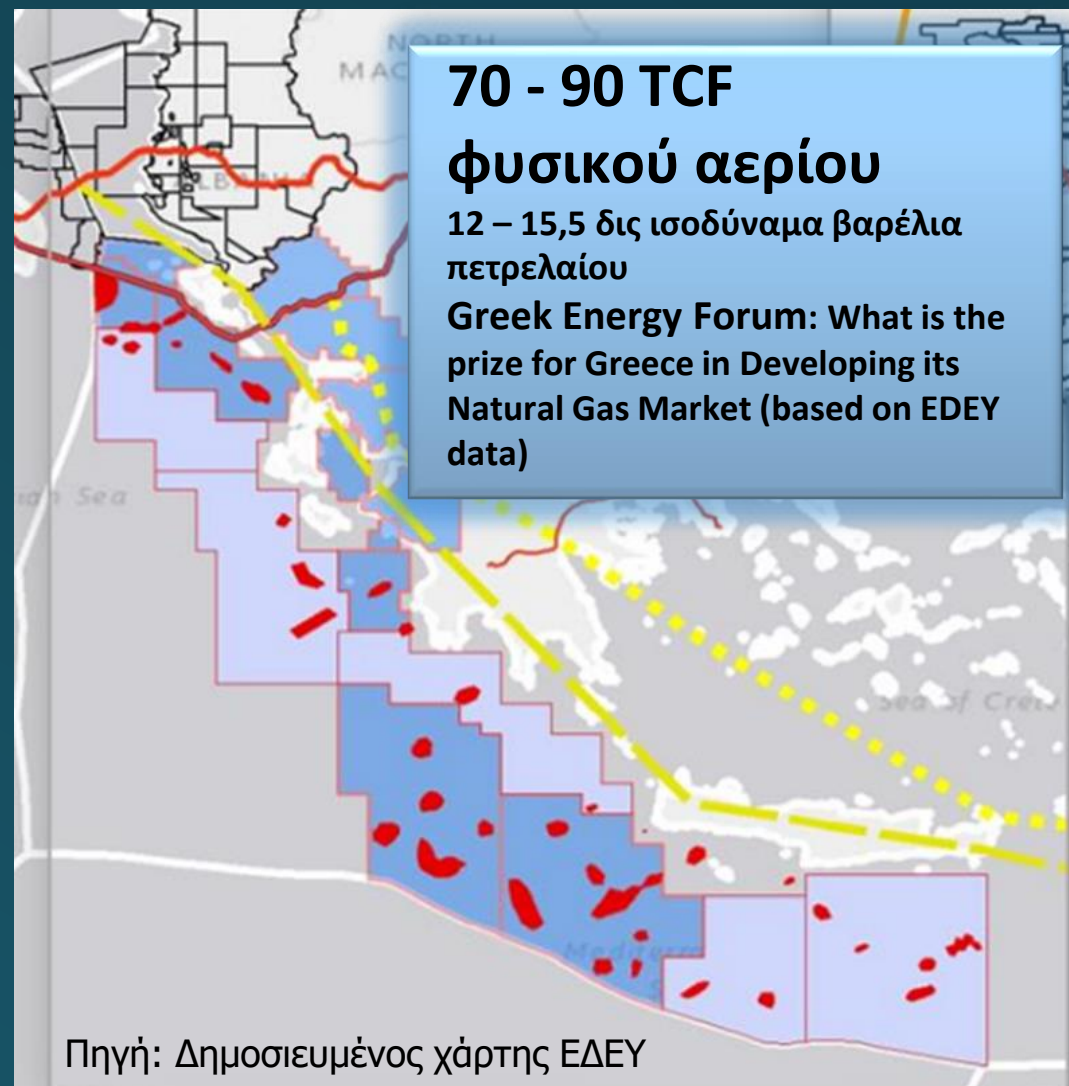 NORTH
MAC
70 - 90 TCF
φυσικού αερίου
12 – 15,5 δις ισοδύναμα βαρέλια
πετρελαίου
Greek Energy Forum: What is the
prize for Greece in Developing its
Natural Gas Market (based on EDEY
data)
Sea
Sea of Crete
Πηγή: Δημοσιευμένος χάρτης ΕΔΕΥ